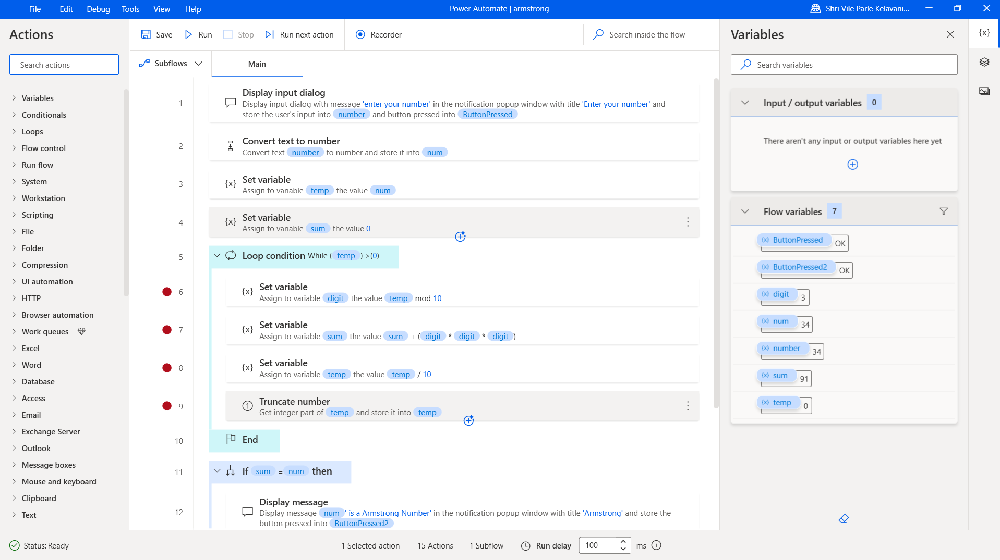 File Edit Debug Tools View Help
Power Automate | armstrong
Shri Vile Parle Kelavani...
Actions
Search actions
Variables
Conditionals
Loops
Flow control
Run flow
System
Workstation
Scripting
File
Folder
Compression
UI automation
HTTP
Browser automation
Work queues
Excel
Word
Database
Access
Email
Exchange Server
Outlook
Message boxes
Mouse and keyboard
Clipboard
Text
Save Run Stop Run next action Recorder Search inside the flow
Subflows Main
1
Display input dialog
Display input dialog with message 'enter your number' in the notification popup window with title 'Enter your number' and
store the user's input into number and button pressed into ButtonPressed
2
Convert text to number
Convert text number to number and store it into num
3
{x} Set variable
Assign to variable temp the value num
4
{x} Set variable
Assign to variable sum the value 0
5
Loop condition While ( temp ) >(0)
6
{x} Set variable
Assign to variable digit the value temp mod 10
7
{x} Set variable
Assign to variable sum the value sum + ( digit * digit * digit )
8
{x} Set variable
Assign to variable temp the value temp / 10
9
1 Truncate number
Get integer part of temp and store it into temp
10
End
11
If sum = num then
12
Display message
Display message num ' is a Armstrong Number' in the notification popup window with title 'Armstrong' and store the
button pressed into ButtonPressed2
Variables
{x}
Search variables
Input / output variables 0
There aren't any input or output variables here yet
Flow variables 7
(x) ButtonPressed OK
(x) ButtonPressed2 OK
(x) digit 3
(x) num 34
(x) number 34
(x) sum 91
(x) temp 0
Status: Ready
1 Selected action 15 Actions 1 Subflow Run delay 100 ms